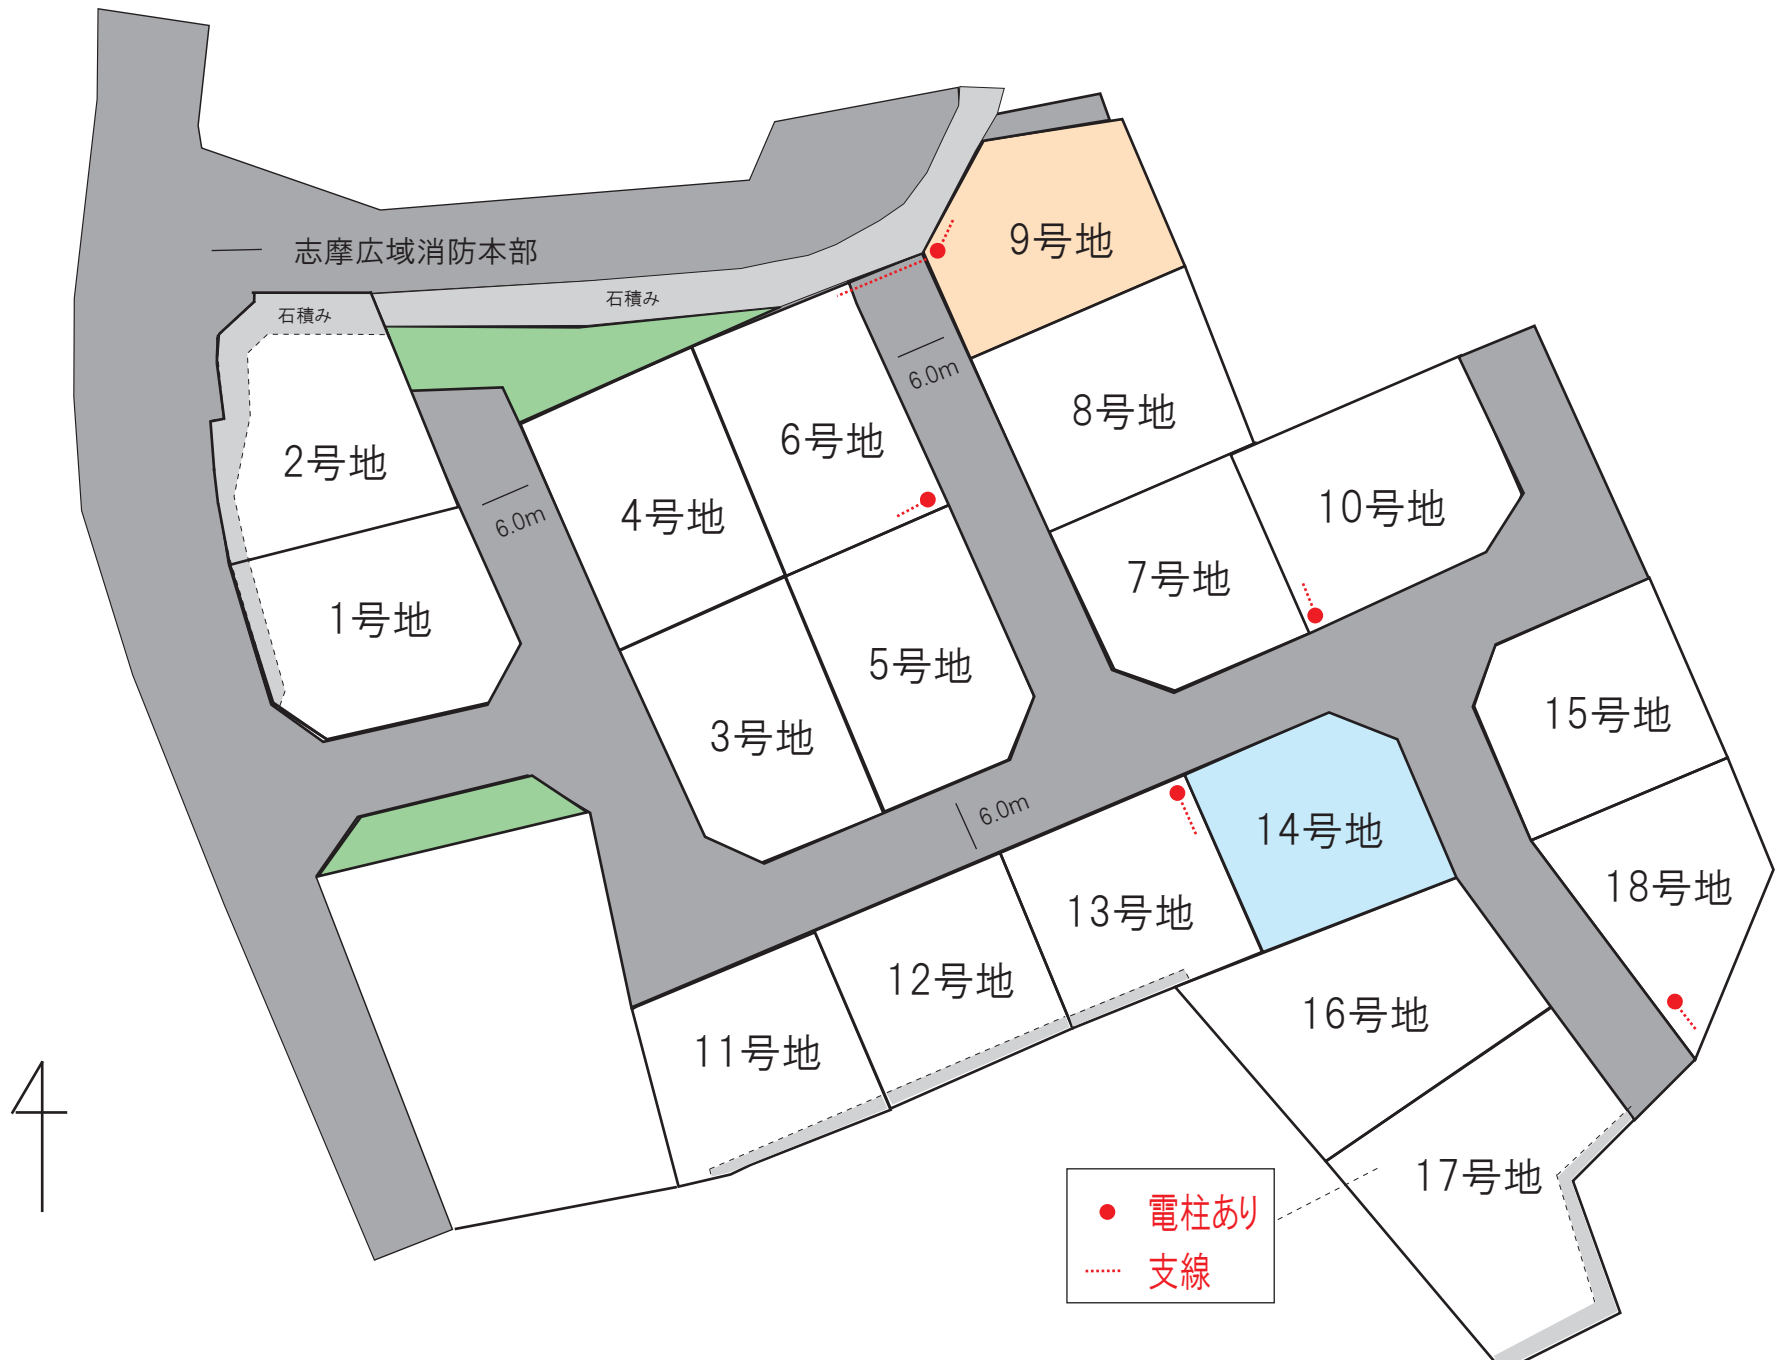 志摩広域消防本部
石積み
石積み
9号地
6.0m
8号地
6号地
2号地
4号地
6.0m
10号地
7号地
1号地
5号地
3号地
15号地
6.0m
14号地
18号地
13号地
12号地
16号地
11号地
17号地
電柱あり
支線